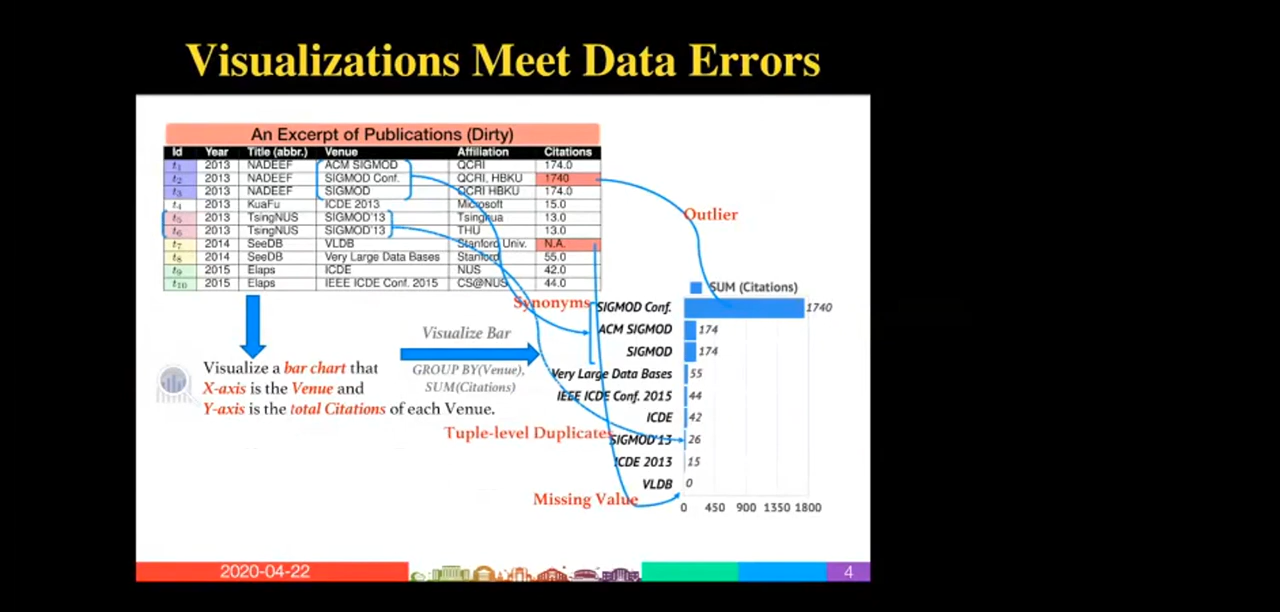 Visualizations Meet Data Errors
An Excerpt of Publications (Dirty)
Id Year Title (abbr.) Venue Affiliation Citations
t1 2013 NADEEF ACM SIGMOD QCRI 174.0
t2 2013 NADEEF SIGMOD Conf. QCRI, HBKU 1740
t3 2013 NADEEF SIGMOD QCRI HBKU 174.0
t4 2013 KuaFu ICDE 2013 Microsoft 15.0
t5 2013 TsingNUS SIGMOD'13 Tsinghua 13.0
t6 2013 TsingNUS SIGMOD'13 THU 13.0
t7 2014 SeeDB VLDB Stanford Univ. N.A.
t8 2014 SeeDB Very Large Data Bases Stanford 55.0
t9 2015 Elaps ICDE NUS 42.0
t10 2015 Elaps IEEE ICDE Conf. 2015 CS@NUS 44.0
Outlier
Synonyms
Visualize Bar
GROUP BY(Venue),
SUM(Citations)
Visualize a bar chart that
X-axis is the Venue and
Y-axis is the total Citations of each Venue.
Tuple-level Duplicates
Missing Value
SUM (Citations)
SIGMOD Conf. 1740
ACM SIGMOD 174
SIGMOD 174
Very Large Data Bases 55
IEEE ICDE Conf. 2015 44
ICDE 42
SIGMOD'13 26
ICDE 2013 15
VLDB 0
0 450 900 1350 1800
2020-04-22
4